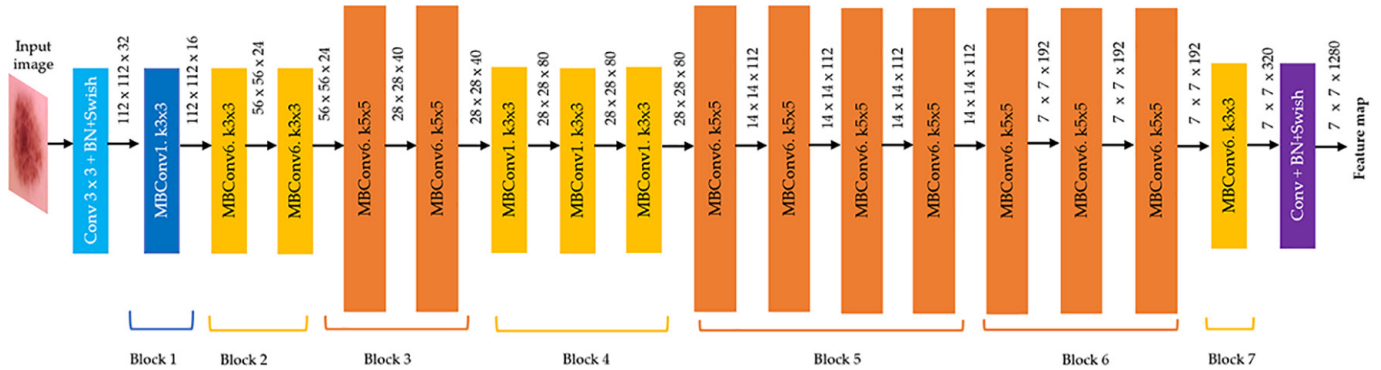 Input
image
Conv 3 x 3 + BN+Swish
112 x 112 x 32
MBConv1. k3x3
112 x 112 x 16
MBConv6. k3x3
56 x 56 x 24
MBConv6. k3x3
56 x 56 x 24
MBConv6. k5x5
28 x 28 x 40
MBConv6. k5x5
28 x 28 x 40
MBConv1. k3x3
28 x 28 x 80
MBConv1. k3x3
28 x 28 x 80
MBConv1. k3x3
28 x 28 x 80
MBConv6. k5x5
14 x 14 x 112
MBConv6. k5x5
14 x 14 x 112
MBConv6. k5x5
14 x 14 x 112
MBConv6. k5x5
14 x 14 x 112
MBConv6. k5x5
7 x 7 x 192
MBConv6. k5x5
7 x 7 x 192
MBConv6. k5x5
7 x 7 x 192
MBConv6. k3x3
7 x 7 x 320
Conv + BN+Swish
7 x 7 x 1280
Feature map
Block 1
Block 2
Block 3
Block 4
Block 5
Block 6
Block 7